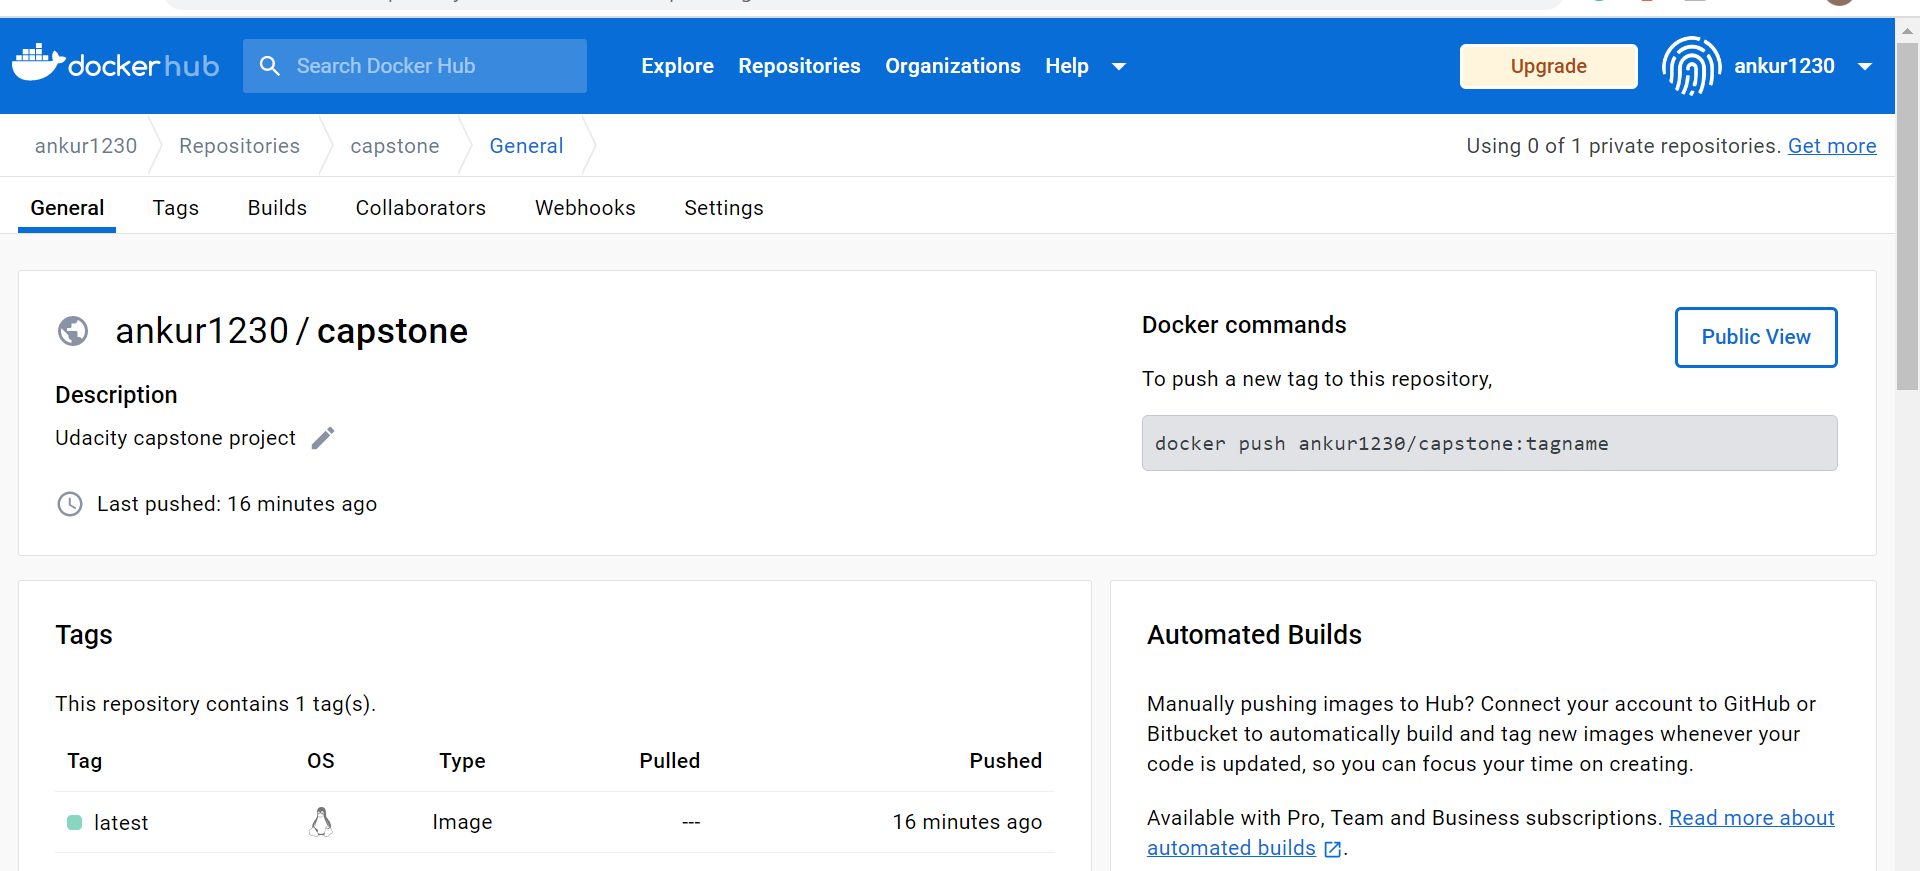 docker hub
Search Docker Hub
Explore Repositories Organizations Help
Upgrade
ankur1230
ankur1230 Repositories capstone General
Using 0 of 1 private repositories. Get more
General Tags Builds Collaborators Webhooks Settings
ankur1230 / capstone
Description
Udacity capstone project
Last pushed: 16 minutes ago
Docker commands
Public View
To push a new tag to this repository,
docker push ankur1230/capstone:tagname
Tags
This repository contains 1 tag(s).
Tag OS Type Pulled Pushed
latest Image --- 16 minutes ago
Automated Builds
Manually pushing images to Hub? Connect your account to GitHub or
Bitbucket to automatically build and tag new images whenever your
code is updated, so you can focus your time on creating.
Available with Pro, Team and Business subscriptions. Read more about
automated builds .